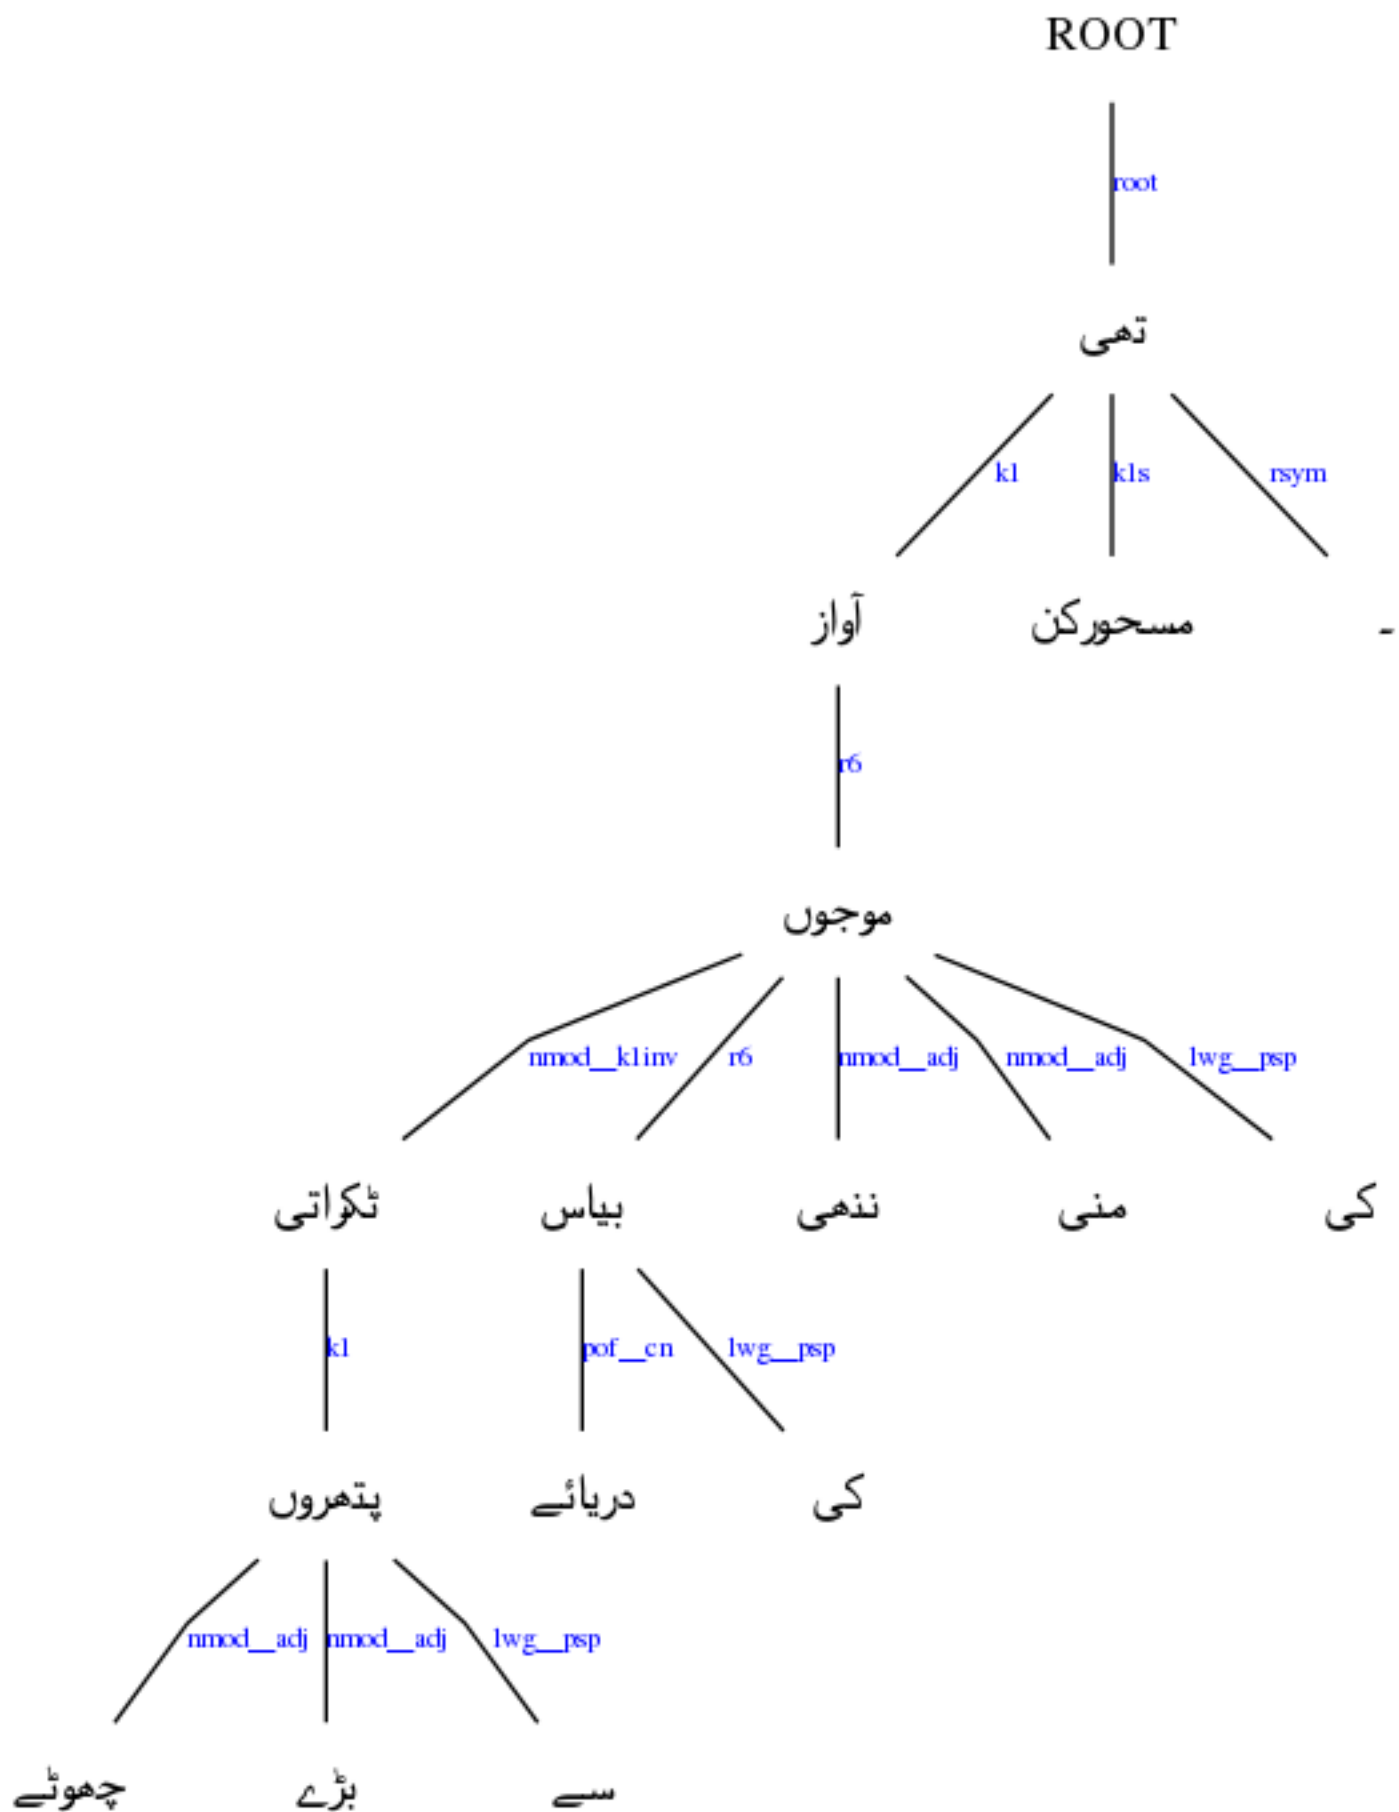 ROOT
root
تھی
k1 k1s rsym
آواز مسحورکن ۔
r6
موجوں
nmod__k1inv r6 nmod__adj nmod__adj lwg__psp
ٹکراتی بیاس ننھی منی کی
k1 pof__cn lwg__psp
پتھروں دریائے کی
nmod__adj nmod__adj lwg__psp
چھوٹے بڑے سے